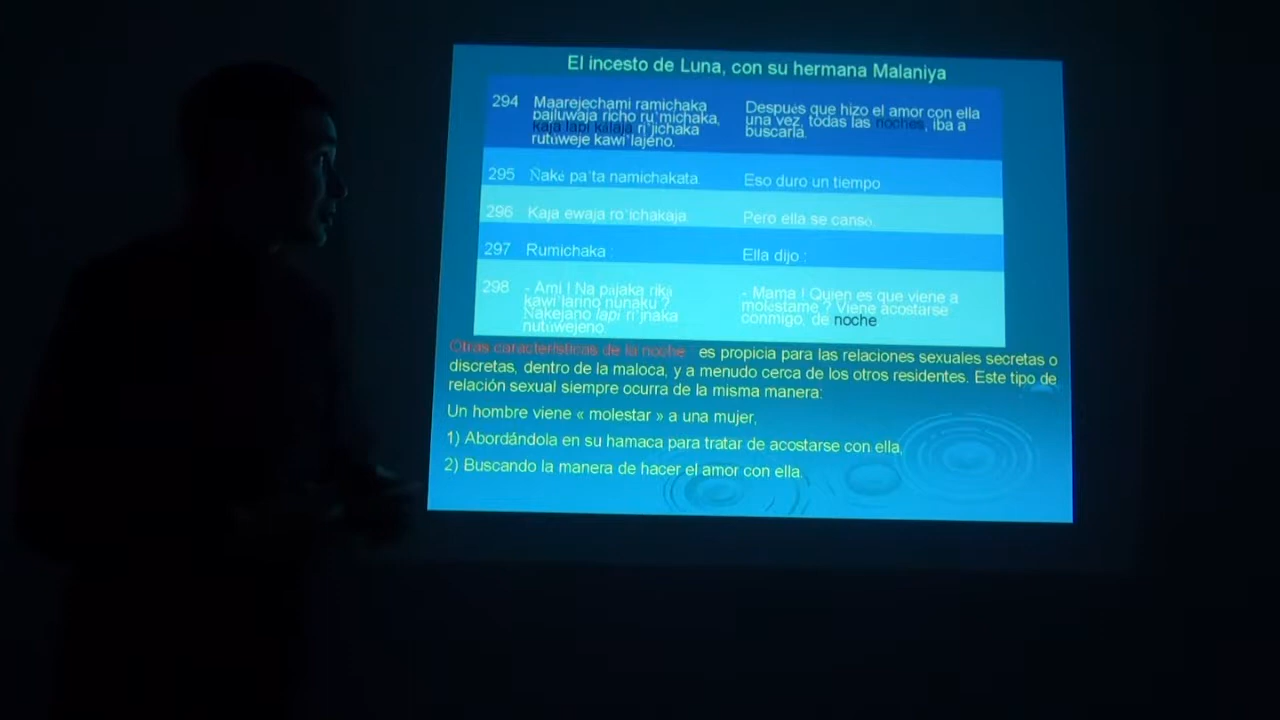 El incesto de Luna, con su hermana Malaniya
294 Maarejechami ramichaka Después que hizo el amor con ella
pajluwaja richo ru'michaka, una vez, todas las noches, iba a
kaja lapi kalaja ri'jichaka buscarla.
rutuweje kawi'lajeno.
295 Ñaké pa'ta namichakata. Eso duro un tiempo
296 Kaja ewaja ro'ichakaja Pero ella se cansó.
297 Rumichaka : Ella dijo :
298 - Ami ! Na pajaka rika - Mama ! Quien es que viene a
kawi'larino nunaku ? molestame ? Viene acostarse
Nakejano lapi ri'jnaka conmigo, de noche
nutuwejeno.
Otras características de la noche : es propicia para las relaciones sexuales secretas o
discretas, dentro de la maloca, y a menudo cerca de los otros residentes. Este tipo de
relación sexual siempre ocurra de la misma manera:
Un hombre viene « molestar » a una mujer,
1) Abordándola en su hamaca para tratar de acostarse con ella,
2) Buscando la manera de hacer el amor con ella.